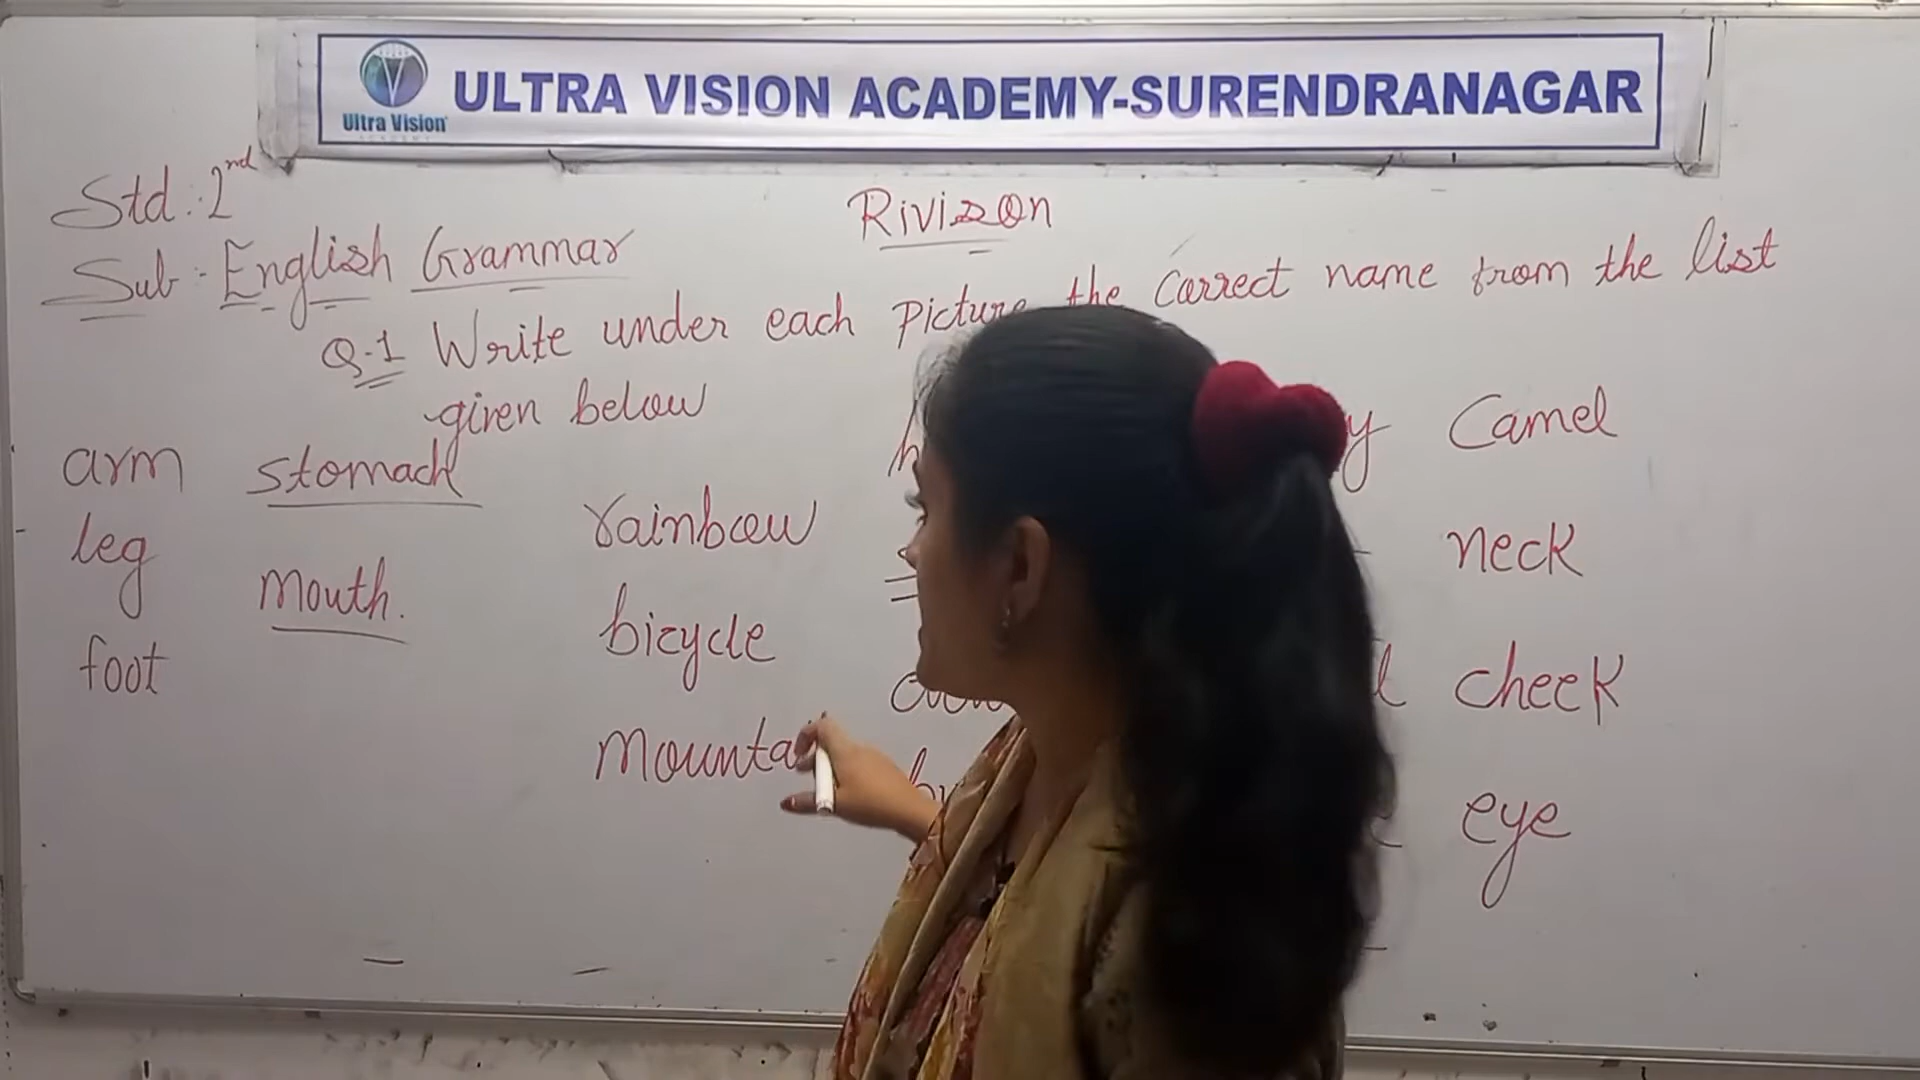 ULTRA VISION ACADEMY-SURENDRANAGAR
Ultra Vision
ACADEMY
Std : 2nd
Rivizon
Sub : English Grammar
Q-1 Write under each Picture the Correct name from the list
given below
arm stomach
leg mouth.
foot
rainbow
bicycle
Camel
neck
cheek
eye